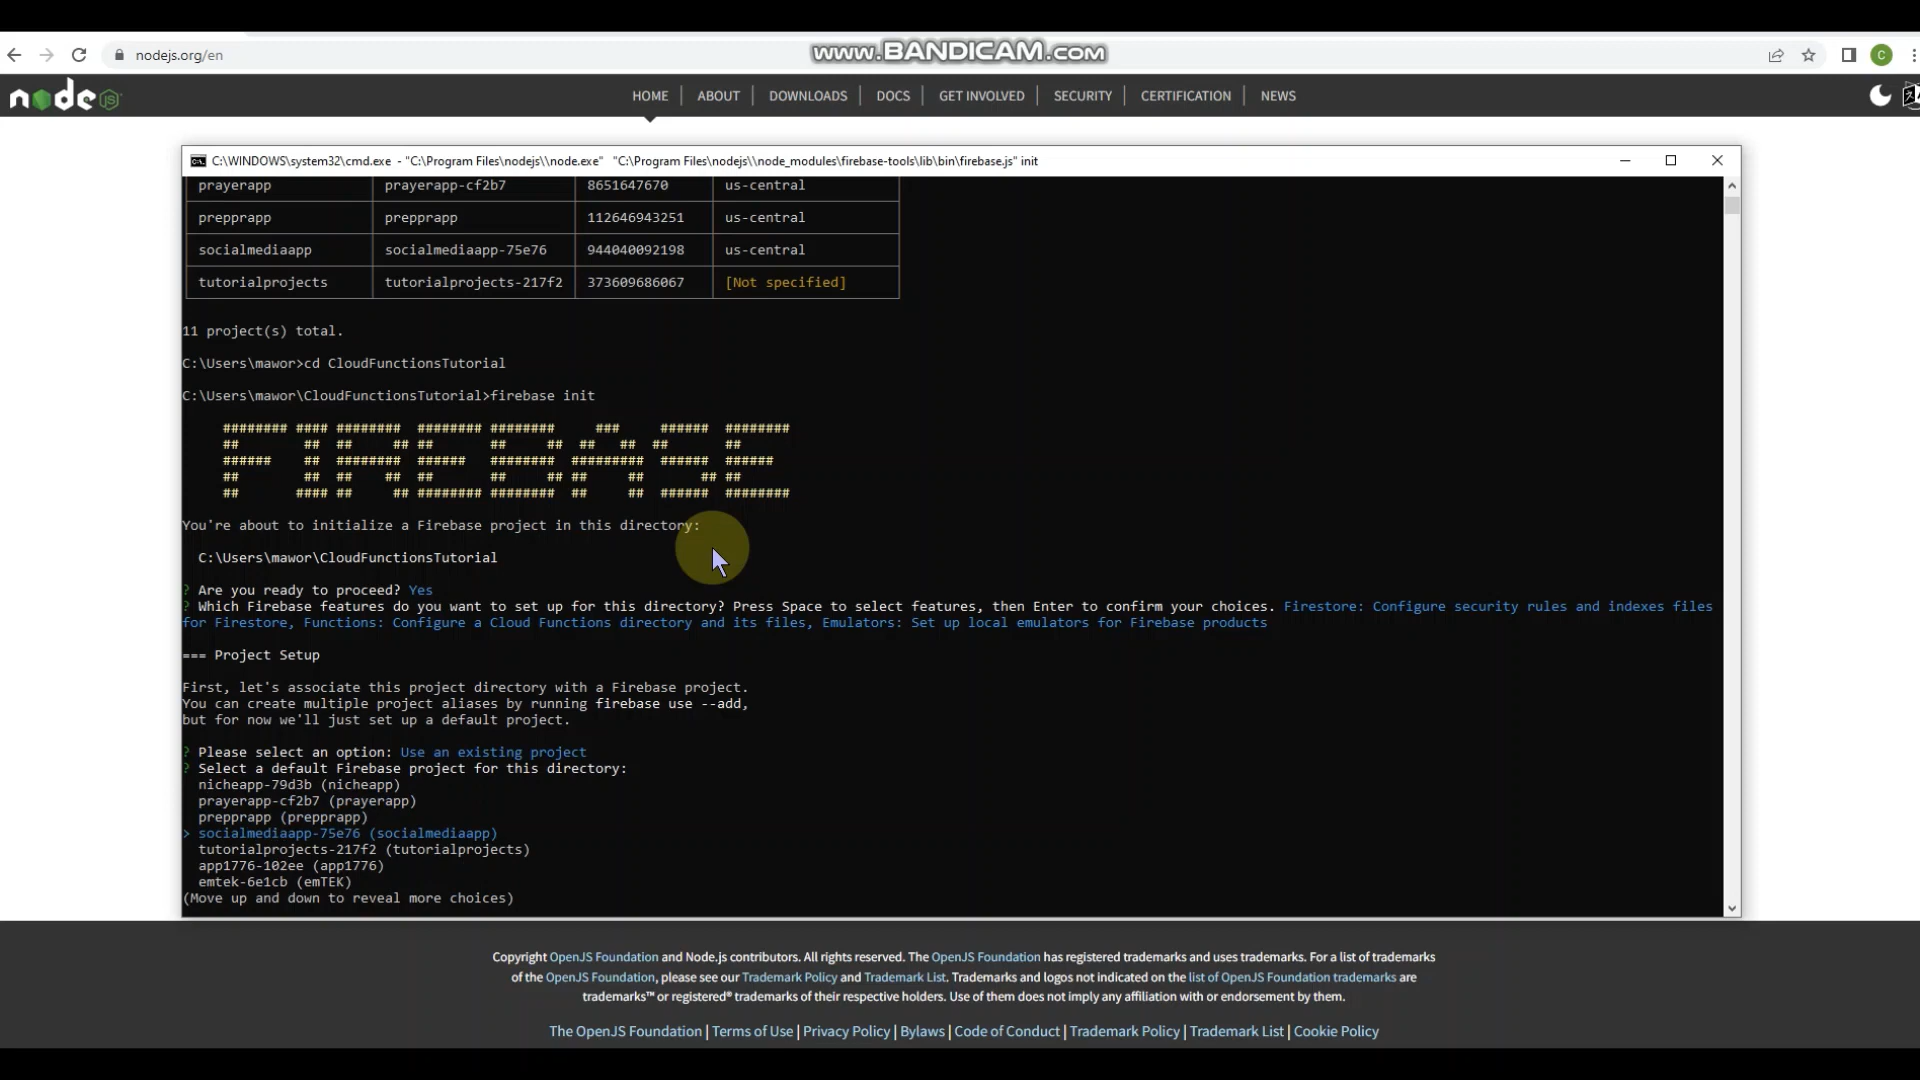 www.BANDICAM.com
nodejs.org/en
C
node JS
HOME | ABOUT | DOWNLOADS | DOCS | GET INVOLVED | SECURITY | CERTIFICATION | NEWS
C:\WINDOWS\system32\cmd.exe - "C:\Program Files\nodejs\\node.exe" "C:\Program Files\nodejs\\node_modules\firebase-tools\lib\bin\firebase.js" init
prayerapp | prayerapp-cf2b7 | 8651647670 | us-central
prepprapp | prepprapp | 112646943251 | us-central
socialmediaapp | socialmediaapp-75e76 | 944040092198 | us-central
tutorialprojects | tutorialprojects-217f2 | 373609686067 | [Not specified]
11 project(s) total.
C:\Users\mawor>cd CloudFunctionsTutorial
C:\Users\mawor\CloudFunctionsTutorial>firebase init
FIREBASE
You're about to initialize a Firebase project in this directory:
C:\Users\mawor\CloudFunctionsTutorial
? Are you ready to proceed? Yes
? Which Firebase features do you want to set up for this directory? Press Space to select features, then Enter to confirm your choices. Firestore: Configure security rules and indexes files
for Firestore, Functions: Configure a Cloud Functions directory and its files, Emulators: Set up local emulators for Firebase products
=== Project Setup
First, let's associate this project directory with a Firebase project.
You can create multiple project aliases by running firebase use --add,
but for now we'll just set up a default project.
? Please select an option: Use an existing project
? Select a default Firebase project for this directory:
nicheapp-79d3b (nicheapp)
prayerapp-cf2b7 (prayerapp)
prepprapp (prepprapp)
> socialmediaapp-75e76 (socialmediaapp)
tutorialprojects-217f2 (tutorialprojects)
app1776-102ee (app1776)
emtek-6e1cb (emTEK)
(Move up and down to reveal more choices)
Copyright OpenJS Foundation and Node.js contributors. All rights reserved. The OpenJS Foundation has registered trademarks and uses trademarks. For a list of trademarks
of the OpenJS Foundation, please see our Trademark Policy and Trademark List. Trademarks and logos not indicated on the list of OpenJS Foundation trademarks are
trademarks™ or registered® trademarks of their respective holders. Use of them does not imply any affiliation with or endorsement by them.
The OpenJS Foundation | Terms of Use | Privacy Policy | Bylaws | Code of Conduct | Trademark Policy | Trademark List | Cookie Policy